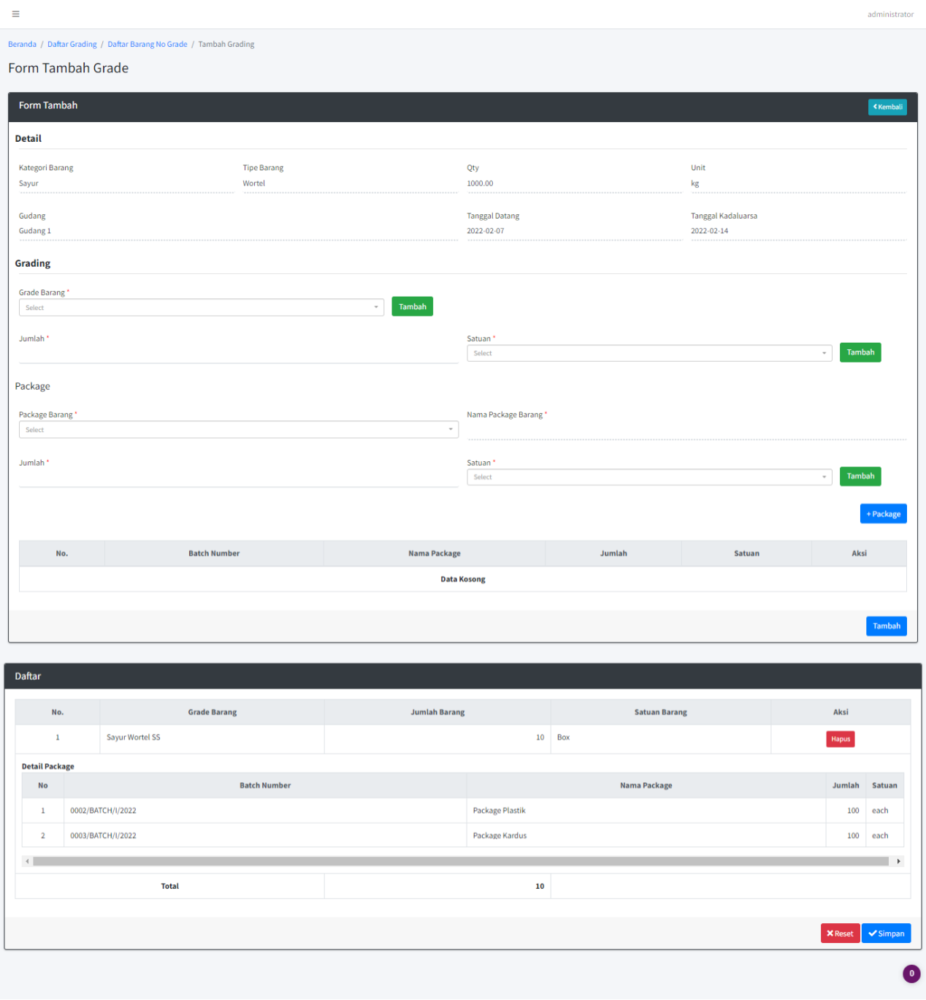 administrator
Beranda / Daftar Grading / Daftar Barang No Grade / Tambah Grading
Form Tambah Grade
Form Tambah
Kembali
Detail
Kategori Barang Tipe Barang Qty Unit
Sayur Wortel 1000.00 kg
Gudang Tanggal Datang Tanggal Kadaluarsa
Gudang 1 2022-02-07 2022-02-14
Grading
Grade Barang *
Select Tambah
Jumlah * Satuan *
Select Tambah
Package
Package Barang * Nama Package Barang *
Select
Jumlah * Satuan *
Select Tambah
+ Package
No. Batch Number Nama Package Jumlah Satuan Aksi
Data Kosong
Tambah
Daftar
No. Grade Barang Jumlah Barang Satuan Barang Aksi
1 Sayur Wortel SS 10 Box Hapus
Detail Package
No Batch Number Nama Package Jumlah Satuan
1 0002/BATCH/I/2022 Package Plastik 100 each
2 0003/BATCH/I/2022 Package Kardus 100 each
Total 10
Reset Simpan
0